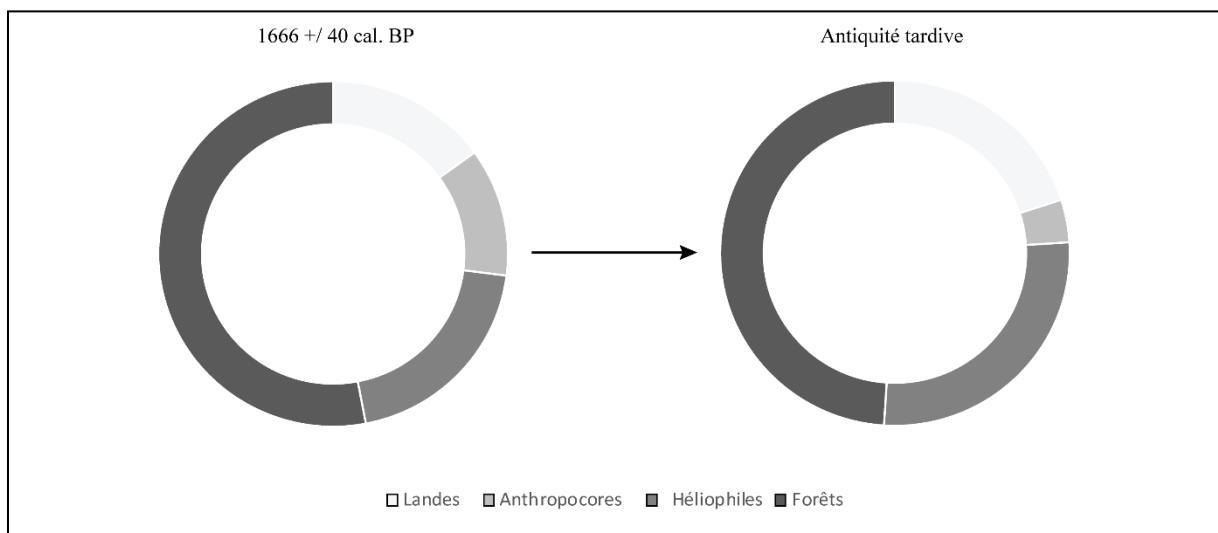 1666 +/ 40 cal. BP
Antiquité tardive
Landes Anthropocores Héliophiles Forêts